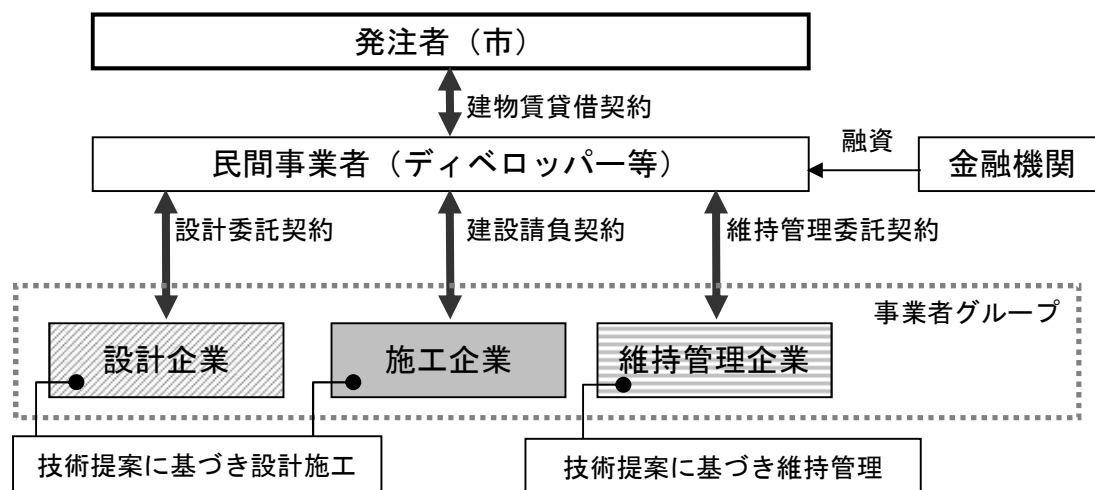 発注者（市）
建物賃貸借契約
民間事業者（ディベロッパー等）
融資
金融機関
設計委託契約
建設請負契約
維持管理委託契約
事業者グループ
設計企業
施工企業
維持管理企業
技術提案に基づき設計施工
技術提案に基づき維持管理